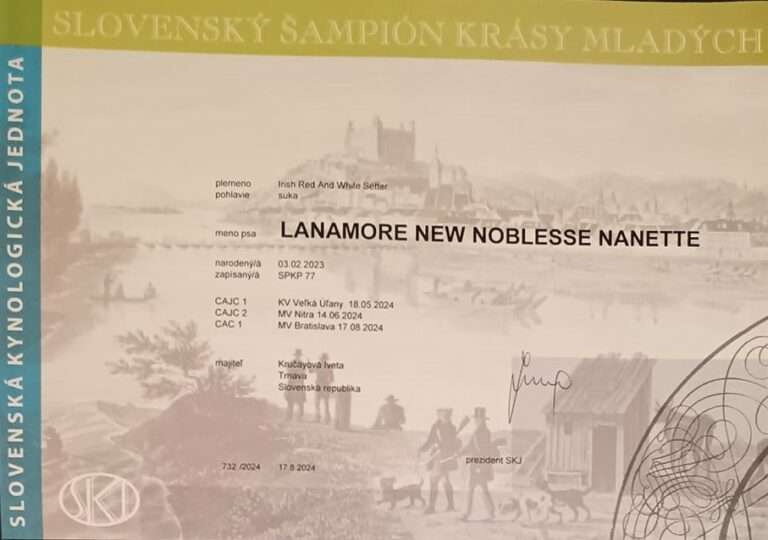 SLOVENSKÝ ŠAMPIÓN KRÁSY MLADÝCH
SLOVENSKÁ KYNOLOGICKÁ JEDNOTA
plemeno Irish Red And White Setter
pohlavie suka
meno psa LANAMORE NEW NOBLESSE NANETTE
narodený/á 03.02 2023
zapísaný/á SPKP 77
CAJC 1 KV Veľká Úľany 18.05 2024
CAJC 2 MV Nitra 14.06 2024
CAC 1 MV Bratislava 17.08 2024
majiteľ Kručayová Iveta
Trnava
Slovenská republika
prezident SKJ
732 /2024 17.8 2024
SKJ